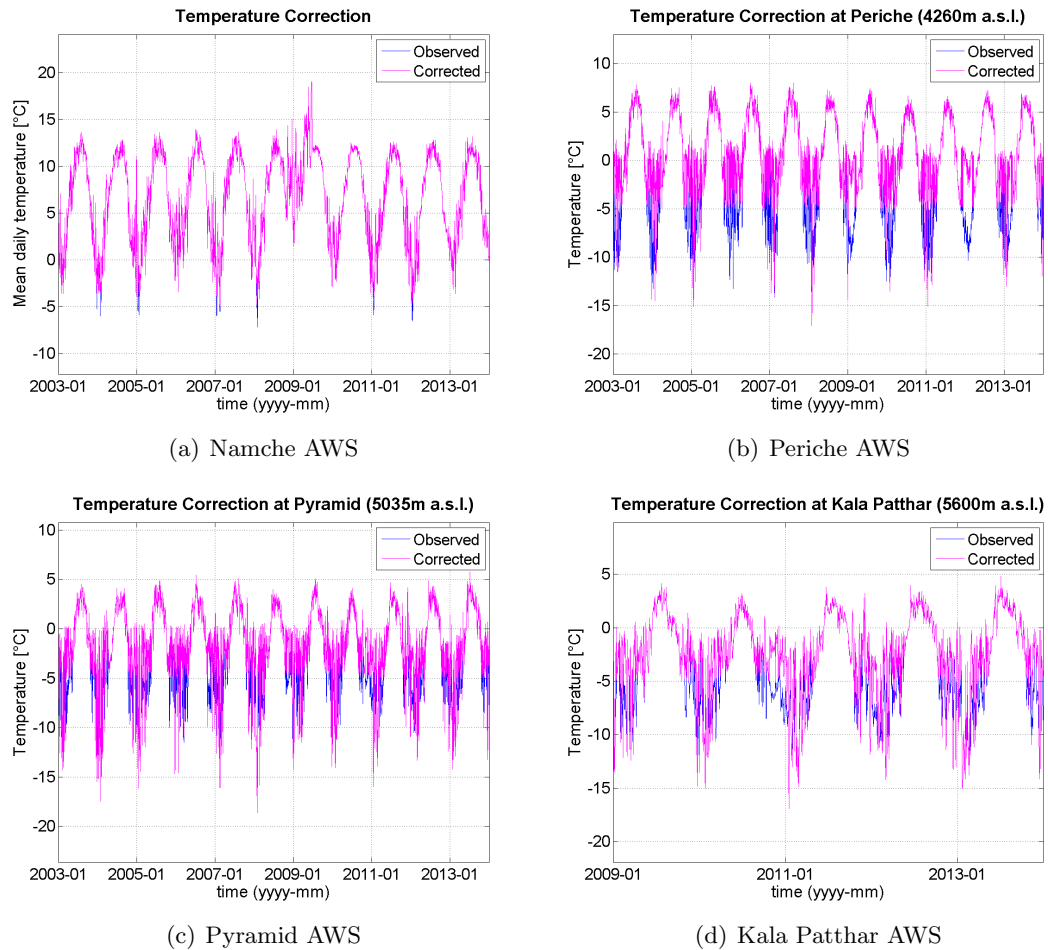 Temperature Correction
Observed
Corrected
Mean daily temperature [°C]
20
15
10
5
0
-5
-10
2003-01 2005-01 2007-01 2009-01 2011-01 2013-01
time (yyyy-mm)
(a) Namche AWS
Temperature Correction at Periche (4260m a.s.l.)
Observed
Corrected
Temperature [°C]
10
5
0
-5
-10
-15
-20
2003-01 2005-01 2007-01 2009-01 2011-01 2013-01
time (yyyy-mm)
(b) Periche AWS
Temperature Correction at Pyramid (5035m a.s.l.)
Observed
Corrected
Temperature [°C]
10
5
0
-5
-10
-15
-20
2003-01 2005-01 2007-01 2009-01 2011-01 2013-01
time (yyyy-mm)
(c) Pyramid AWS
Temperature Correction at Kala Patthar (5600m a.s.l.)
Observed
Corrected
Temperature [°C]
5
0
-5
-10
-15
-20
2009-01 2011-01 2013-01
time (yyyy-mm)
(d) Kala Patthar AWS